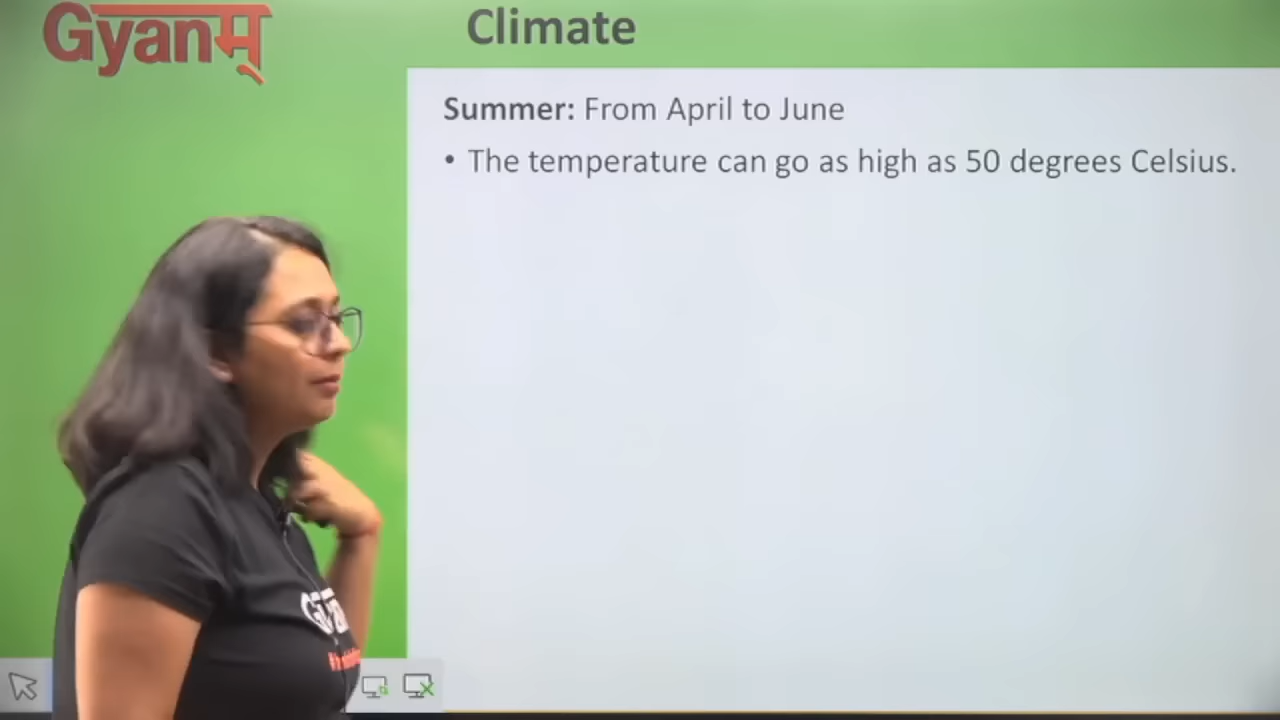 Gyanम्
Climate
Summer: From April to June
• The temperature can go as high as 50 degrees Celsius.